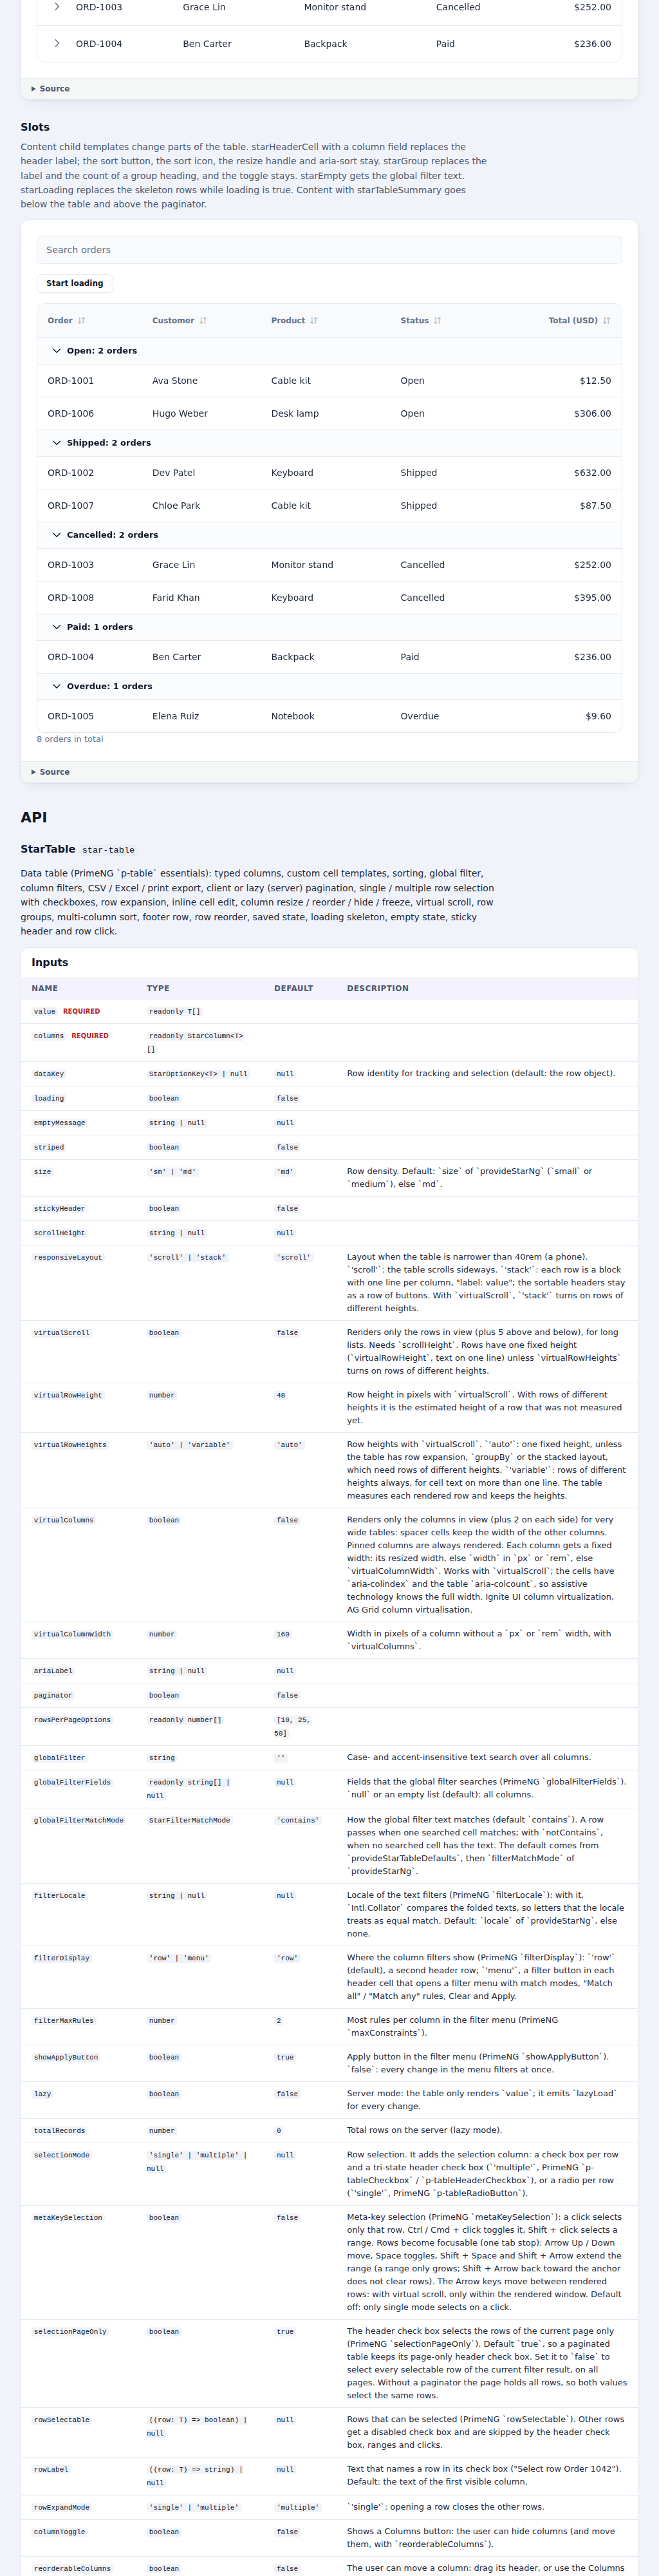 ORD-1003 Grace Lin Monitor stand Cancelled $252.00
ORD-1004 Ben Carter Backpack Paid $236.00
Source
Slots
Content child templates change parts of the table. starHeaderCell with a column field replaces the
header label; the sort button, the sort icon, the resize handle and aria-sort stay. starGroup replaces the
label and the count of a group heading, and the toggle stays. starEmpty gets the global filter text.
starLoading replaces the skeleton rows while loading is true. Content with starTableSummary goes
below the table and above the paginator.
Search orders
Start loading
Order Customer Product Status Total (USD)
Open: 2 orders
ORD-1001 Ava Stone Cable kit Open $12.50
ORD-1006 Hugo Weber Desk lamp Open $306.00
Shipped: 2 orders
ORD-1002 Dev Patel Keyboard Shipped $632.00
ORD-1007 Chloe Park Cable kit Shipped $87.50
Cancelled: 2 orders
ORD-1003 Grace Lin Monitor stand Cancelled $252.00
ORD-1008 Farid Khan Keyboard Cancelled $395.00
Paid: 1 orders
ORD-1004 Ben Carter Backpack Paid $236.00
Overdue: 1 orders
ORD-1005 Elena Ruiz Notebook Overdue $9.60
8 orders in total
Source
API
StarTable star-table
Data table (PrimeNG `p-table` essentials): typed columns, custom cell templates, sorting, global filter,
column filters, CSV / Excel / print export, client or lazy (server) pagination, single / multiple row selection
with checkboxes, row expansion, inline cell edit, column resize / reorder / hide / freeze, virtual scroll, row
groups, multi-column sort, footer row, row reorder, saved state, loading skeleton, empty state, sticky
header and row click.
Inputs
NAME TYPE DEFAULT DESCRIPTION
value REQUIRED readonly T[]
columns REQUIRED readonly StarColumn<T>
[]
dataKey StarOptionKey<T> | null null Row identity for tracking and selection (default: the row object).
loading boolean false
emptyMessage string | null null
striped boolean false
size 'sm' | 'md' 'md' Row density. Default: `size` of `provideStarNg` (`small` or
`medium`), else `md`.
stickyHeader boolean false
scrollHeight string | null null
responsiveLayout 'scroll' | 'stack' 'scroll' Layout when the table is narrower than 40rem (a phone).
`'scroll'`: the table scrolls sideways. `'stack'`: each row is a block
with one line per column, "label: value"; the sortable headers stay
as a row of buttons. With `virtualScroll`, `'stack'` turns on rows of
different heights.
virtualScroll boolean false Renders only the rows in view (plus 5 above and below), for long
lists. Needs `scrollHeight`. Rows have one fixed height
(`virtualRowHeight`, text on one line) unless `virtualRowHeights`
turns on rows of different heights.
virtualRowHeight number 48 Row height in pixels with `virtualScroll`. With rows of different
heights it is the estimated height of a row that was not measured
yet.
virtualRowHeights 'auto' | 'variable' 'auto' Row heights with `virtualScroll`. `'auto'`: one fixed height, unless
the table has row expansion, `groupBy` or the stacked layout,
which need rows of different heights. `'variable'`: rows of different
heights always, for cell text on more than one line. The table
measures each rendered row and keeps the heights.
virtualColumns boolean false Renders only the columns in view (plus 2 on each side) for very
wide tables: spacer cells keep the width of the other columns.
Pinned columns are always rendered. Each column gets a fixed
width: its resized width, else `width` in `px` or `rem`, else
`virtualColumnWidth`. Works with `virtualScroll`; the cells have
`aria-colindex` and the table `aria-colcount`, so assistive
technology knows the full width. Ignite UI column virtualization,
AG Grid column virtualisation.
virtualColumnWidth number 160 Width in pixels of a column without a `px` or `rem` width, with
`virtualColumns`.
ariaLabel string | null null
paginator boolean false
rowsPerPageOptions readonly number[] [10, 25,
50]
globalFilter string '' Case- and accent-insensitive text search over all columns.
globalFilterFields readonly string[] | null Fields that the global filter searches (PrimeNG `globalFilterFields`).
null `null` or an empty list (default): all columns.
globalFilterMatchMode StarFilterMatchMode 'contains' How the global filter text matches (default `contains`). A row
passes when one searched cell matches; with `notContains`,
when no searched cell has the text. The default comes from
`provideStarTableDefaults`, then `filterMatchMode` of
`provideStarNg`.
filterLocale string | null null Locale of the text filters (PrimeNG `filterLocale`): with it,
`Intl.Collator` compares the folded texts, so letters that the locale
treats as equal match. Default: `locale` of `provideStarNg`, else
none.
filterDisplay 'row' | 'menu' 'row' Where the column filters show (PrimeNG `filterDisplay`): `'row'`
(default), a second header row; `'menu'`, a filter button in each
header cell that opens a filter menu with match modes, "Match
all" / "Match any" rules, Clear and Apply.
filterMaxRules number 2 Most rules per column in the filter menu (PrimeNG
`maxConstraints`).
showApplyButton boolean true Apply button in the filter menu (PrimeNG `showApplyButton`).
`false`: every change in the menu filters at once.
lazy boolean false Server mode: the table only renders `value`; it emits `lazyLoad`
for every change.
totalRecords number 0 Total rows on the server (lazy mode).
selectionMode 'single' | 'multiple' | null Row selection. It adds the selection column: a check box per row
null and a tri-state header check box (`'multiple'`, PrimeNG `p-
tableCheckbox` / `p-tableHeaderCheckbox`), or a radio per row
(`'single'`, PrimeNG `p-tableRadioButton`).
metaKeySelection boolean false Meta-key selection (PrimeNG `metaKeySelection`): a click selects
only that row, Ctrl / Cmd + click toggles it, Shift + click selects a
range. Rows become focusable (one tab stop): Arrow Up / Down
move, Space toggles, Shift + Space and Shift + Arrow extend the
range (a range only grows; Shift + Arrow back toward the anchor
does not clear rows). The Arrow keys move between rendered
rows: with virtual scroll, only within the rendered window. Default
off: only single mode selects on a click.
selectionPageOnly boolean true The header check box selects the rows of the current page only
(PrimeNG `selectionPageOnly`). Default `true`, so a paginated
table keeps its page-only header check box. Set it to `false` to
select every selectable row of the current filter result, on all
pages. Without a paginator the page holds all rows, so both values
select the same rows.
rowSelectable ((row: T) => boolean) | null Rows that can be selected (PrimeNG `rowSelectable`). Other rows
null get a disabled check box and are skipped by the header check
box, ranges and clicks.
rowLabel ((row: T) => string) | null Text that names a row in its check box ("Select row Order 1042").
null Default: the text of the first visible column.
rowExpandMode 'single' | 'multiple' 'multiple' `'single'`: opening a row closes the other rows.
columnToggle boolean false Shows a Columns button: the user can hide columns (and move
them, with `reorderableColumns`).
reorderableColumns boolean false The user can move a column: drag its header, or use the Columns